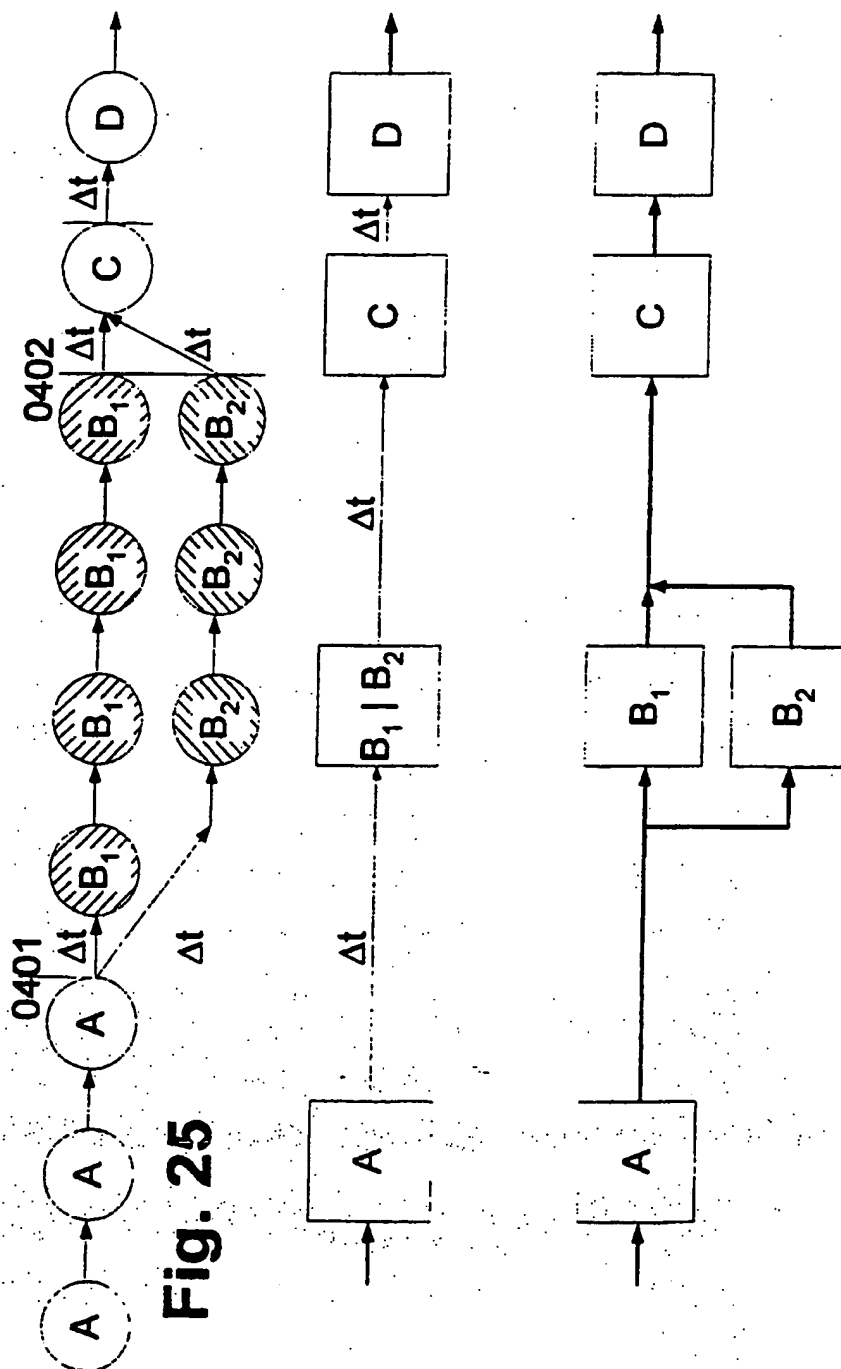 0401 0402
A A A Δt B₁ B₁ B₁ B₁ Δt C Δt D
Δt B₂ B₂ B₂ Δt
Fig. 25
A Δt B₁ | B₂ Δt C Δt D
A B₁ C D
B₂